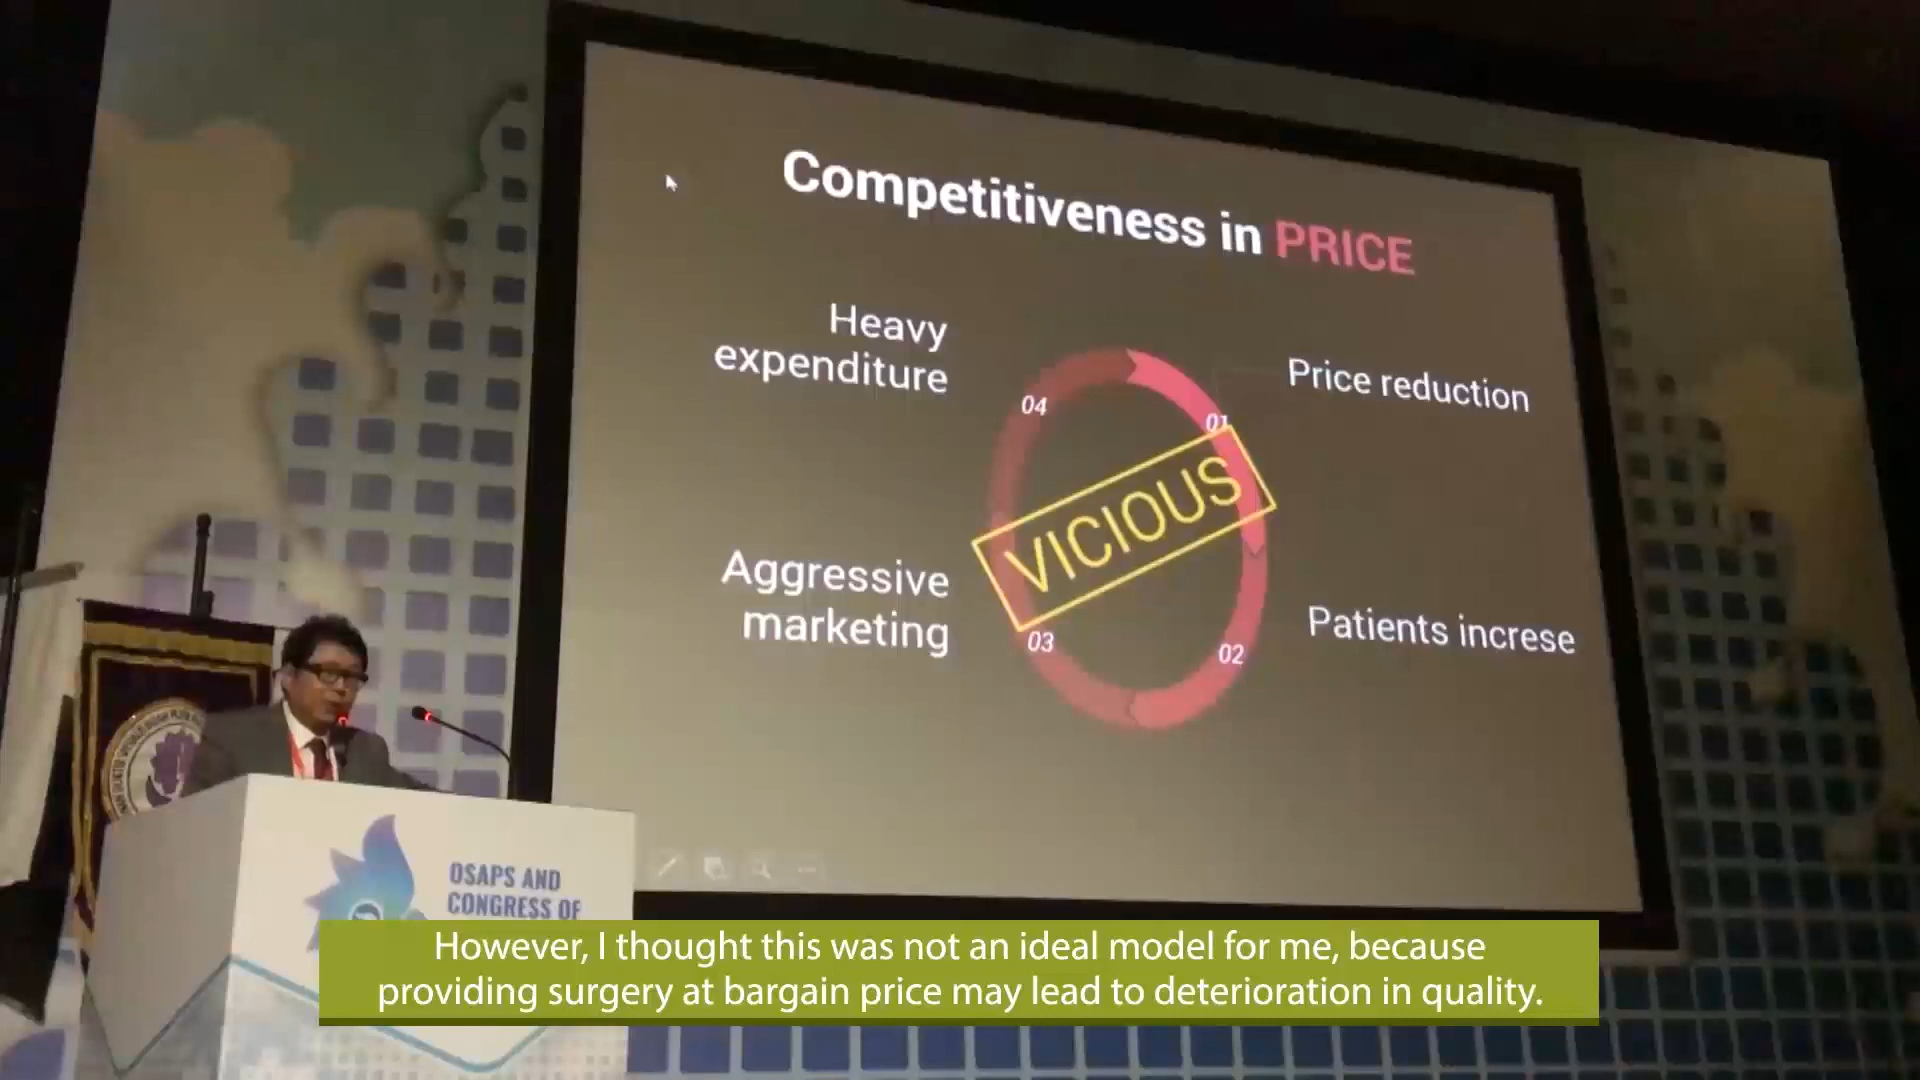 Competitiveness in PRICE
Heavy
expenditure
Price reduction
04
01
VICIOUS
Aggressive
marketing
Patients increse
03
02
OSAPS AND
CONGRESS OF
However, I thought this was not an ideal model for me, because
providing surgery at bargain price may lead to deterioration in quality.